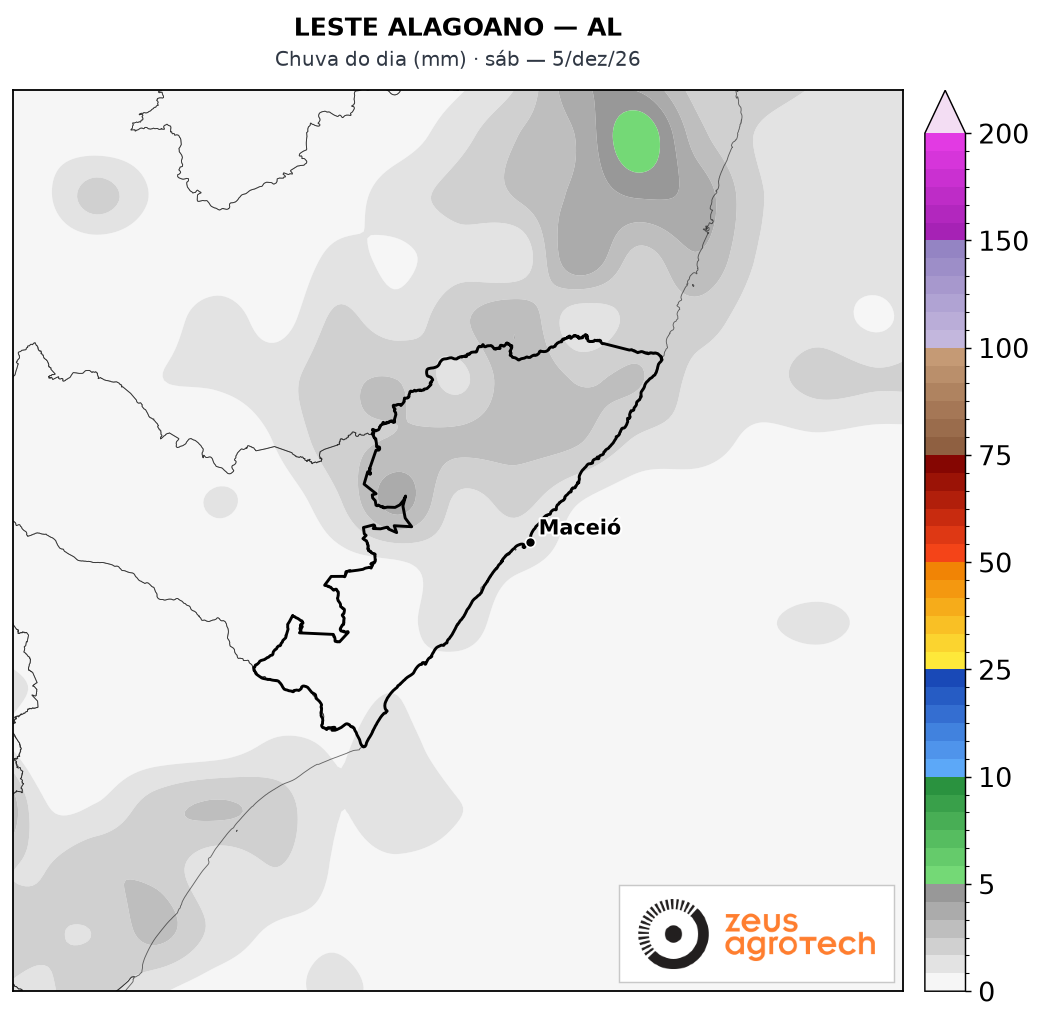 LESTE ALAGOANO — AL
Chuva do dia (mm) · sáb — 5/dez/26
200
150
100
75
50
25
10
5
0
Maceió
zeus
agrotech